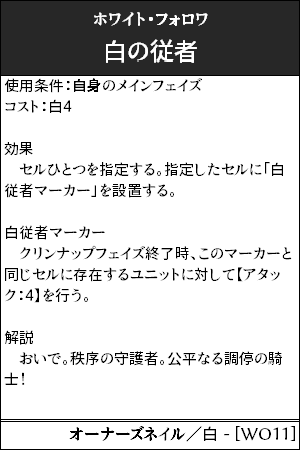 ホワイト・フォロワ
白の従者
使用条件：自身のメインフェイズ
コスト：白4
効果
セルひとつを指定する。指定したセルに「白
従者マーカー」を設置する。
白従者マーカー
クリンナップフェイズ終了時、このマーカーと
同じセルに存在するユニットに対して【アタッ
ク：4】を行う。
解説
おいで。秩序の守護者。公平なる調停の騎
士！
オーナーズネイル／白 - [WO11]